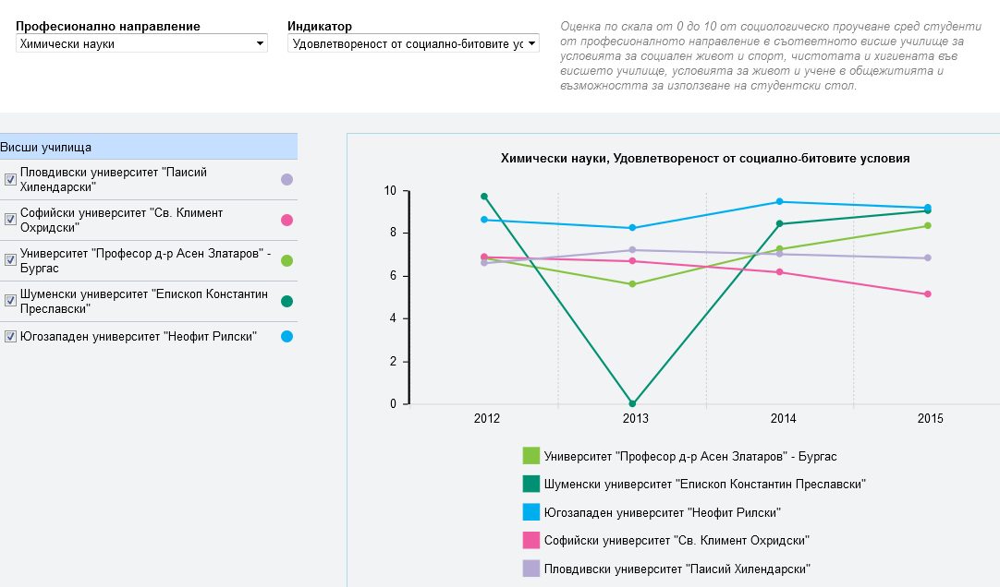 Професионално направление
Химически науки
Индикатор
Удовлетвореност от социално-битовите ус
Оценка по скала от 0 до 10 от социологическо проучване сред студенти
от професионалното направление в съответното висше училище за
условията за социален живот и спорт, чистотата и хигиената във
висшето училище, условията за живот и учене в общежитията и
възможността за използване на студентски стол.
Висши училища
Пловдивски университет "Паисий
Хилендарски"
Софийски университет "Св. Климент
Охридски"
Университет "Професор д-р Асен Златаров" -
Бургас
Шуменски университет "Епископ Константин
Преславски"
Югозападен университет "Неофит Рилски"
Химически науки, Удовлетвореност от социално-битовите условия
10
8
6
4
2
0
2012 2013 2014 2015
Университет "Професор д-р Асен Златаров" - Бургас
Шуменски университет "Епископ Константин Преславски"
Югозападен университет "Неофит Рилски"
Софийски университет "Св. Климент Охридски"
Пловдивски университет "Паисий Хилендарски"